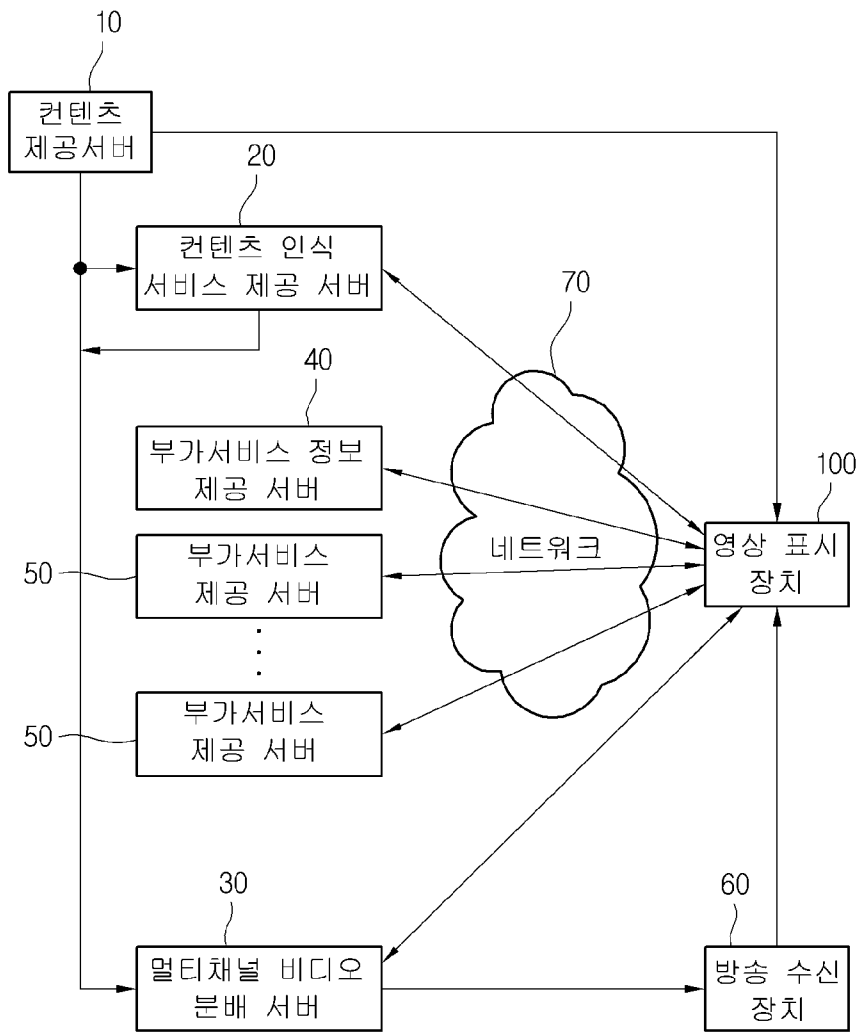 10
컨텐츠
제공서버
20
컨텐츠 인식
서비스 제공 서버
70
40
부가서비스 정보
제공 서버
100
영상 표시
장치
네트워크
50
부가서비스
제공 서버
50
부가서비스
제공 서버
30
멀티채널 비디오
분배 서버
60
방송 수신
장치